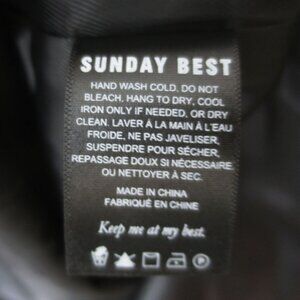 SUNDAY BEST
HAND WASH COLD. DO NOT
BLEACH, HANG TO DRY, COOL
IRON ONLY IF NEEDED, OR DRY
CLEAN. LAVER À LA MAIN À L'EAU
FROIDE, NE PAS JAVELISER,
SUSPENDRE POUR SÉCHER,
REPASSAGE DOUX SI NÉCESSAIRE
OU NETTOYER À SEC.
MADE IN CHINA
FABRIQUÉ EN CHINE
Keep me at my best.